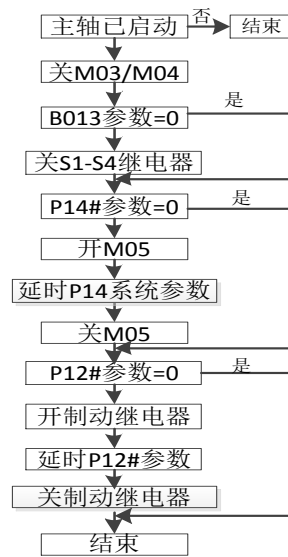 主轴已启动
否
结束
关M03/M04
B013参数=0
是
关S1-S4继电器
P14#参数=0
是
开M05
延时P14系统参数
关M05
P12#参数=0
是
开制动继电器
延时P12#参数
关制动继电器
结束